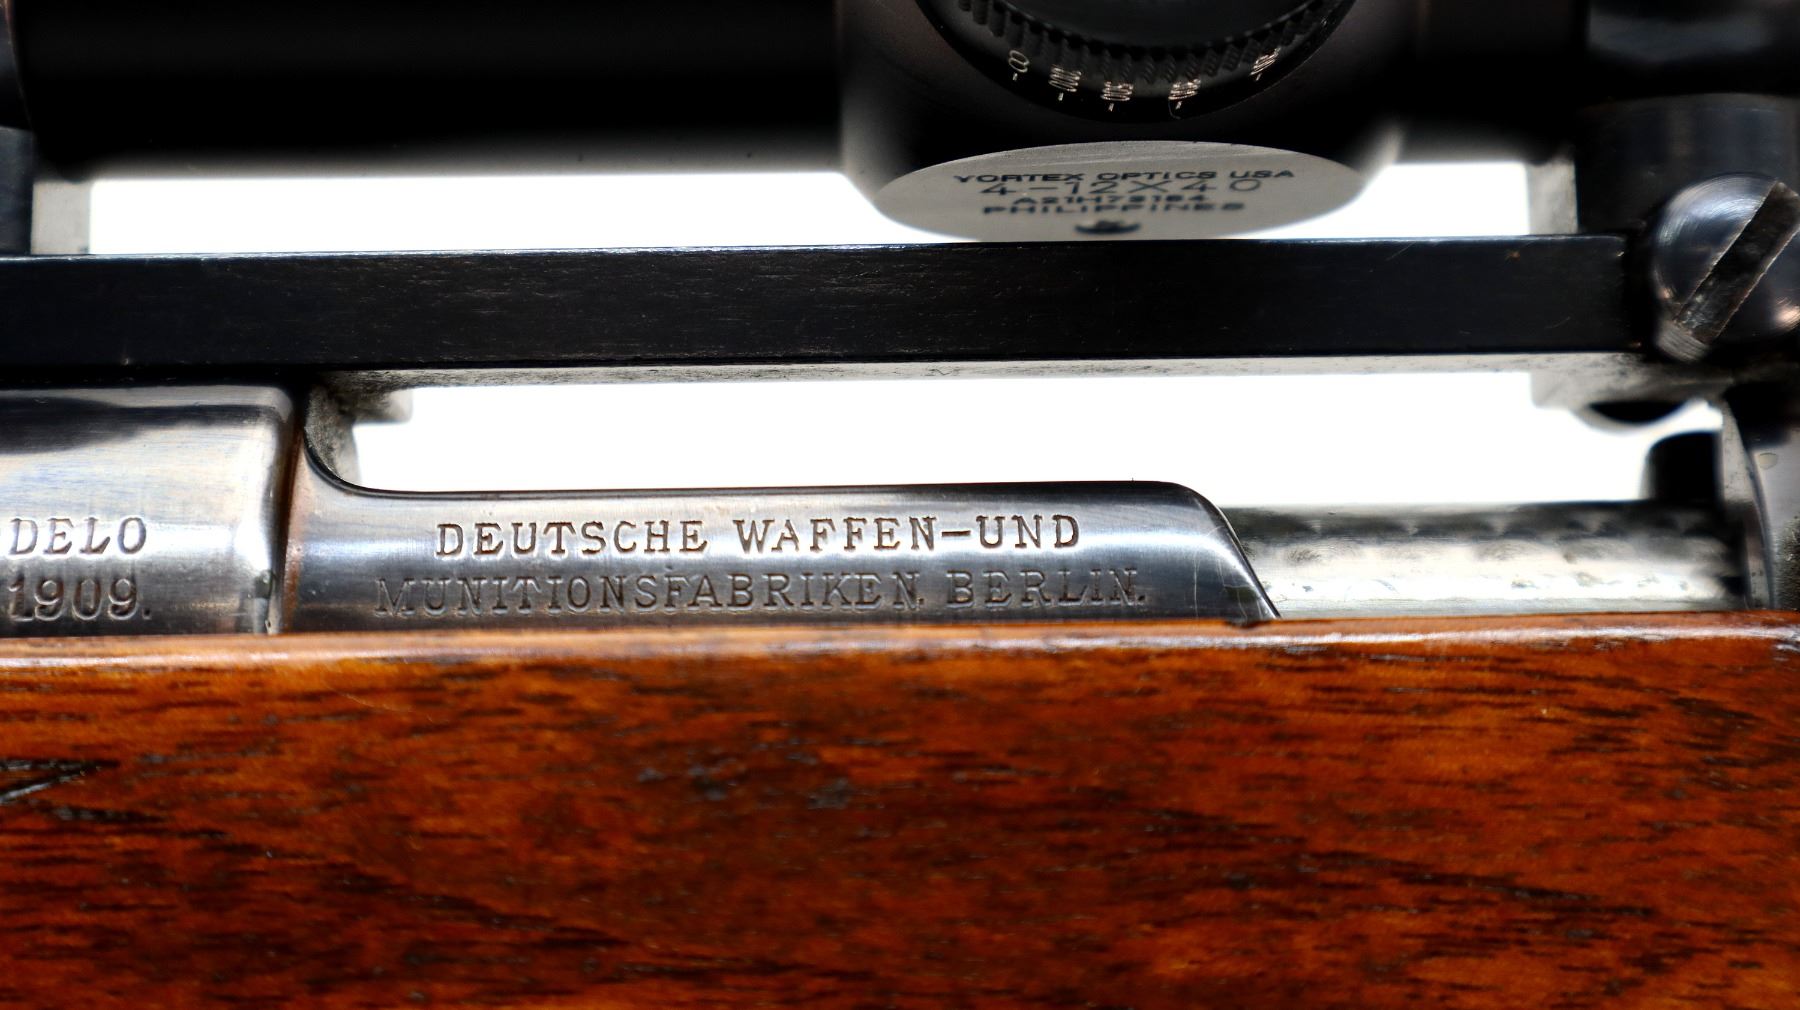 VORTEX OPTICS USA
4-12X40
PHILIPPINES
DELO
1909.
DEUTSCHE WAFFEN-UND
MUNITIONSFABRIKEN. BERLIN.